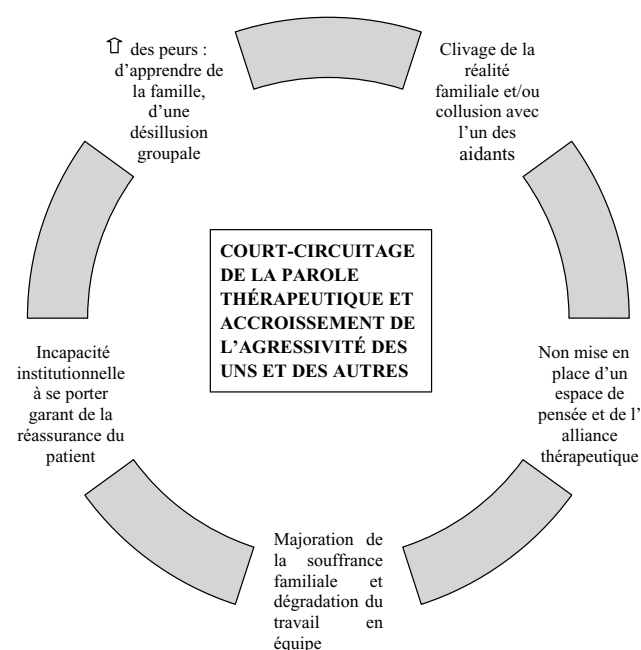 ⇧ des peurs :
d’apprendre de
la famille,
d’une
désillusion
groupale
Clivage de la
réalité
familiale et/ou
collusion avec
l’un des
aidants
COURT-CIRCUITAGE
DE LA PAROLE
THÉRAPEUTIQUE ET
ACCROISSEMENT DE
L’AGRESSIVITÉ DES
UNS ET DES AUTRES
Incapacité
institutionnelle
à se porter
garant de la
réassurance du
patient
Non mise en
place d’un
espace de
pensée et de l’
alliance
thérapeutique
Majoration de
la souffrance
familiale et
dégradation du
travail en
équipe